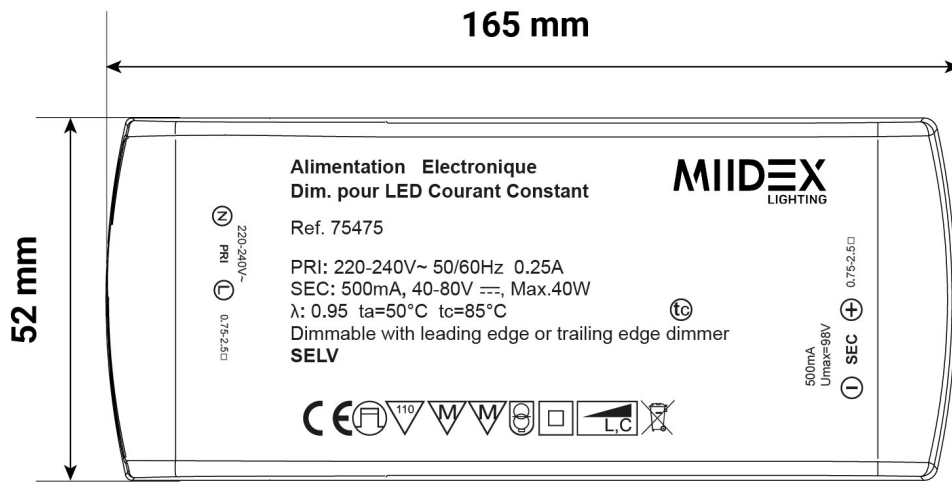 165 mm
52 mm
Alimentation Electronique
Dim. pour LED Courant Constant
MIIDEX
LIGHTING
Ref. 75475
PRI: 220-240V~ 50/60Hz 0.25A
SEC: 500mA, 40-80V ⎓, Max.40W
λ: 0.95 ta=50°C tc=85°C
Dimmable with leading edge or trailing edge dimmer
SELV
tc
N PRI L
220-240V~
0.75-2.5□
0.75-2.5□
− SEC +
500mA
Umax=98V
CE 110 M M L,C